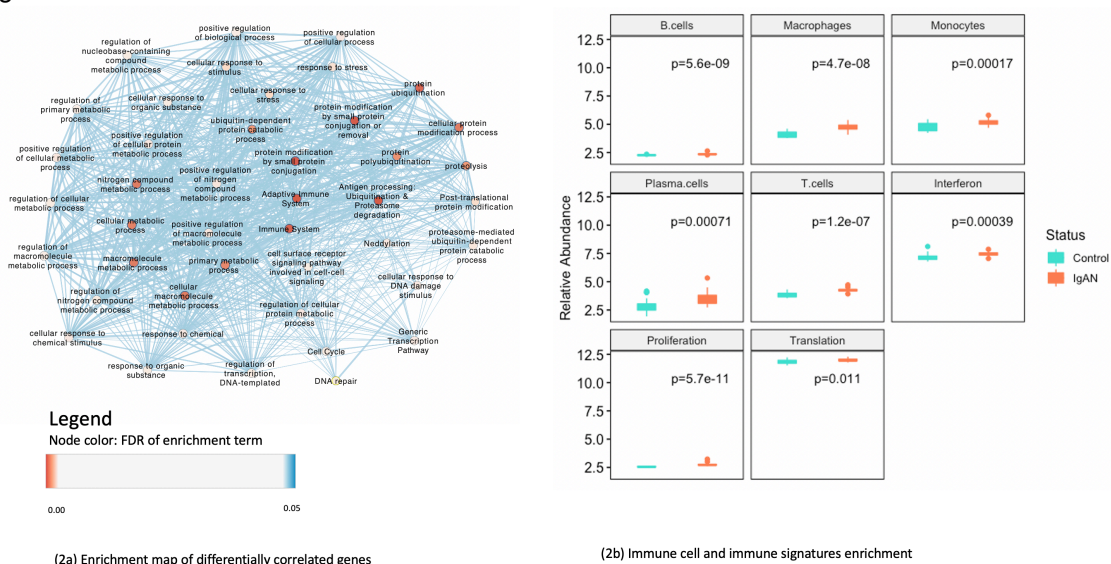 positive regulation
of biological process
positive regulation
of cellular process
regulation of
nucleobase-containing
compound
metabolic process
cellular response to
stimulus
response to stress
protein
ubiquitination
regulation of
primary metabolic
process
cellular response to
organic substance
cellular response to
stress
protein modification
by small protein
conjugation or
removal
cellular protein
modification process
ubiquitin-dependent
protein catabolic
process
positive regulation
of cellular protein
metabolic process
positive regulation
of cellular metabolic
process
protein modification
by small protein
conjugation
protein
polyubiquitination
proteolysis
nitrogen compound
metabolic process
positive regulation
of nitrogen
compound
metabolic process
Adaptive Immune
System
Antigen processing:
Ubiquitination &
Proteasome
degradation
Post-translational
protein modification
regulation of cellular
metabolic process
cellular metabolic
process
positive regulation
of macromolecule
metabolic process
Immune System
Neddylation
proteasome-mediated
ubiquitin-dependent
protein catabolic
process
regulation of
macromolecule
metabolic process
macromolecule
metabolic process
primary metabolic
process
cell surface receptor
signaling pathway
involved in cell-cell
signaling
cellular response to
DNA damage
stimulus
regulation of
nitrogen compound
metabolic process
cellular
macromolecule
metabolic process
regulation of cellular
protein metabolic
process
cellular response to
chemical stimulus
response to chemical
Generic
Transcription
Pathway
Cell Cycle
response to organic
substance
regulation of
transcription,
DNA-templated
DNA repair
Legend
Node color: FDR of enrichment term
0.00
0.05
(2a) Enrichment map of differentially correlated genes
B.cells
Macrophages
Monocytes
12.5
10.0
7.5
5.0
2.5
p=5.6e-09
p=4.7e-08
p=0.00017
Plasma.cells
T.cells
Interferon
12.5
10.0
7.5
5.0
2.5
p=0.00071
p=1.2e-07
p=0.00039
Proliferation
Translation
12.5
10.0
7.5
5.0
2.5
p=5.7e-11
p=0.011
Relative Abundance
Status
Control
IgAN
(2b) Immune cell and immune signatures enrichment